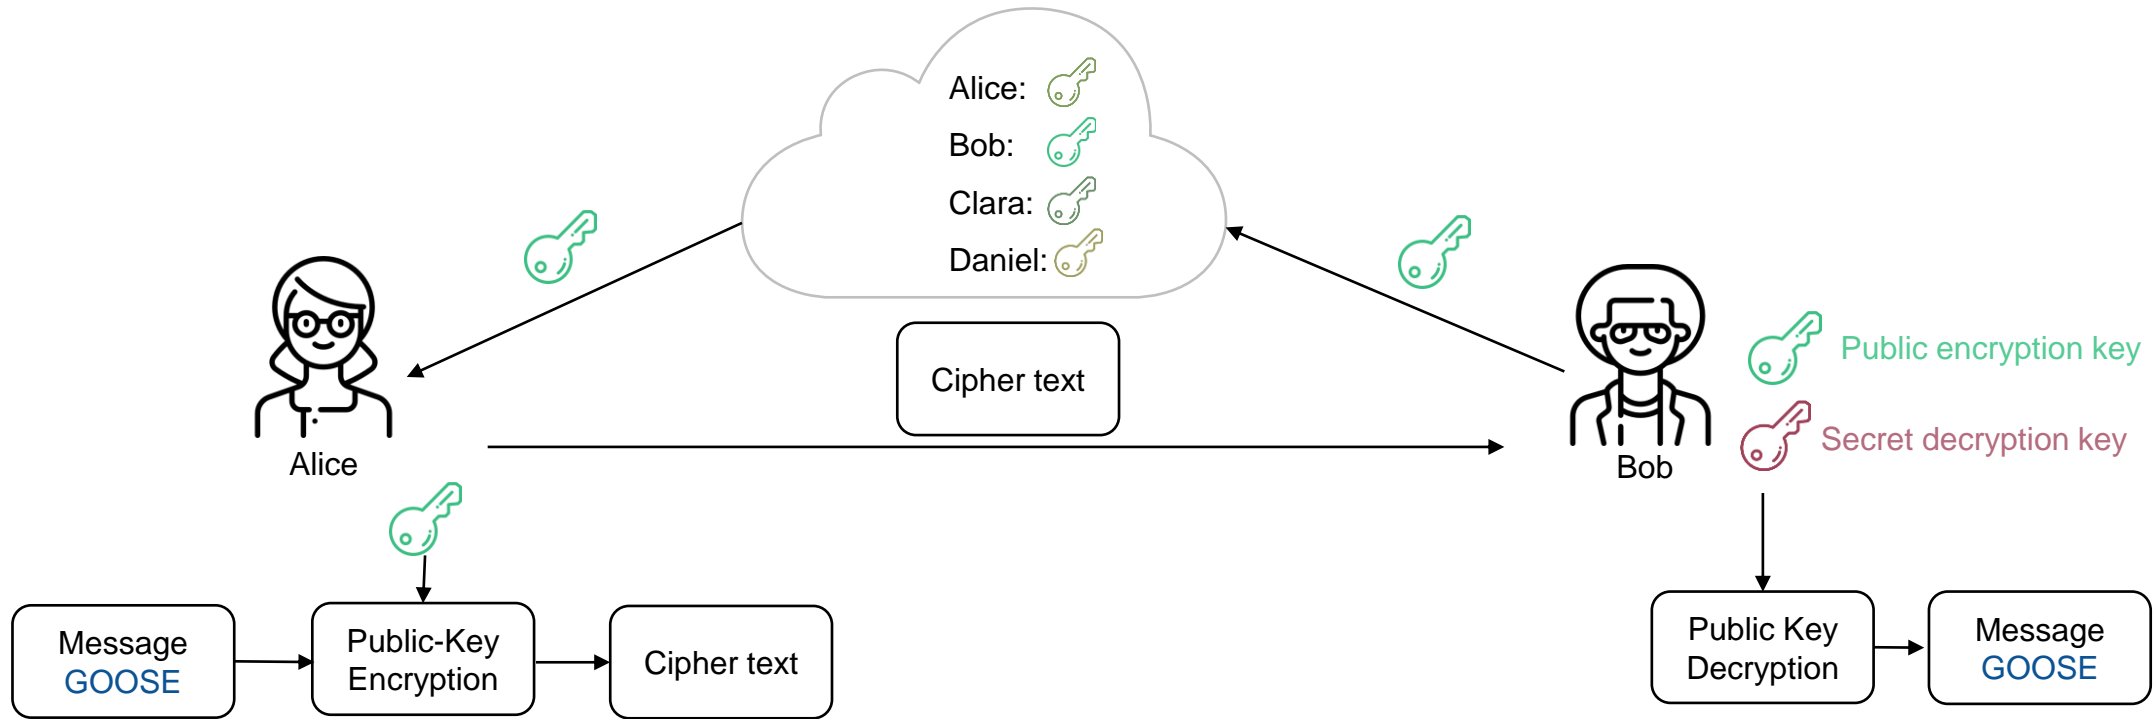 Alice:
Bob:
Clara:
Daniel:
Cipher text
Public encryption key
Secret decryption key
Alice
Bob
Message
GOOSE
Public-Key
Encryption
Cipher text
Public Key
Decryption
Message
GOOSE